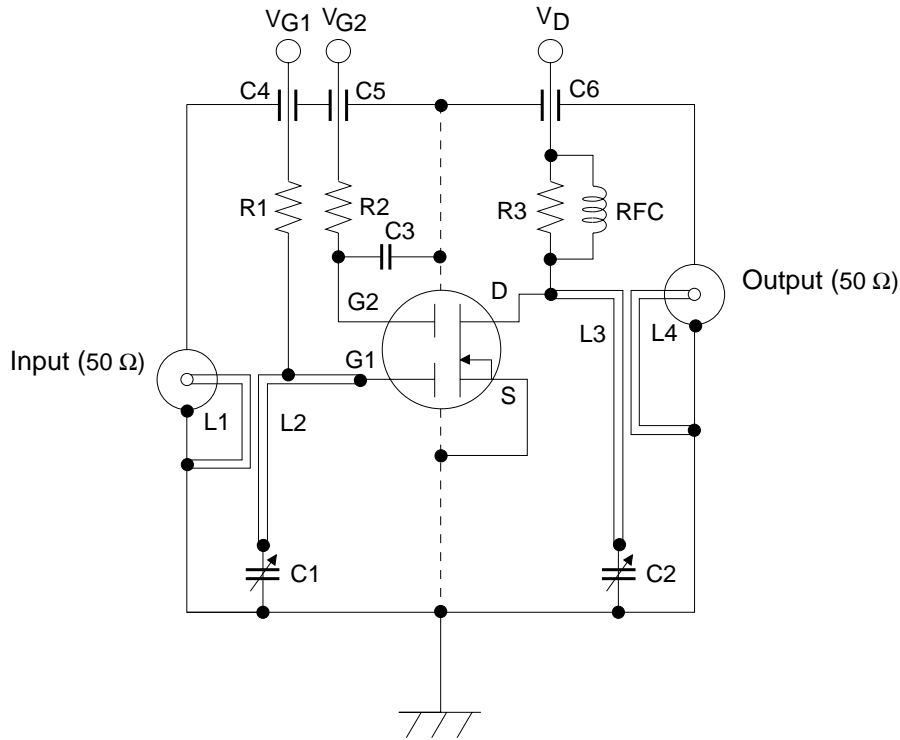 VG1
VG2
VD
C4
C5
C6
R1
R2
C3
R3
RFC
G2
D
Output (50 Ω)
L3
L4
Input (50 Ω)
G1
S
L1
L2
C1
C2